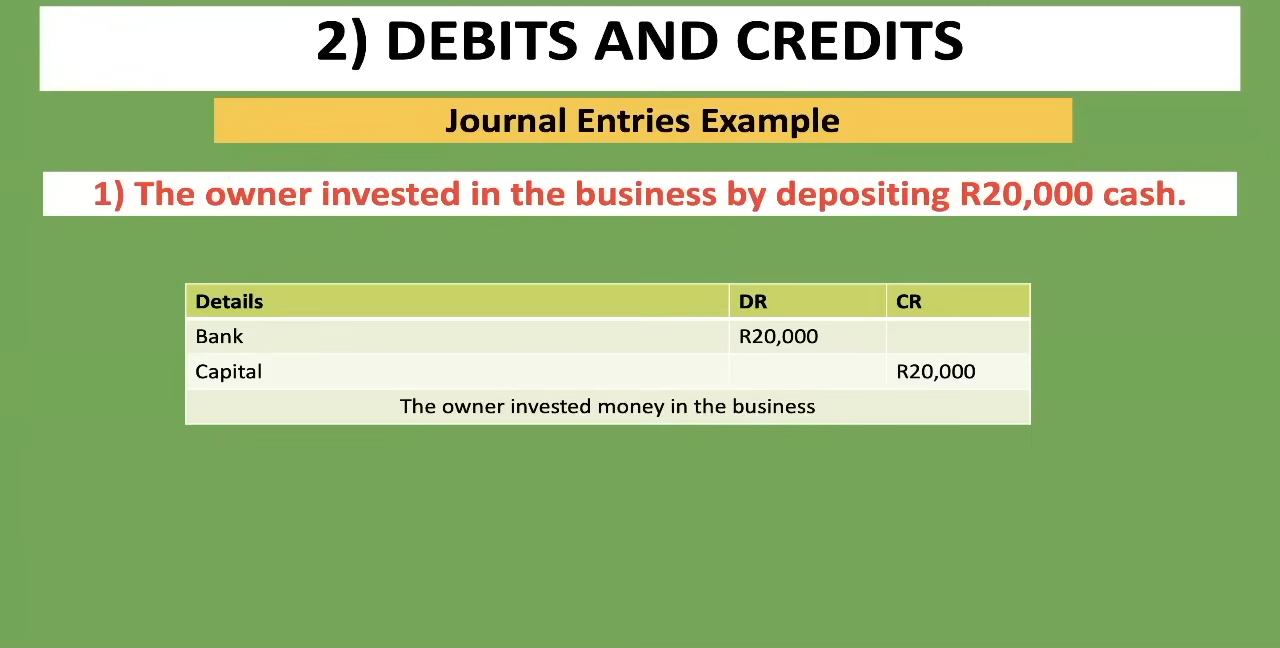 2) DEBITS AND CREDITS
Journal Entries Example
1) The owner invested in the business by depositing R20,000 cash.
Details DR CR
Bank R20,000
Capital R20,000
The owner invested money in the business